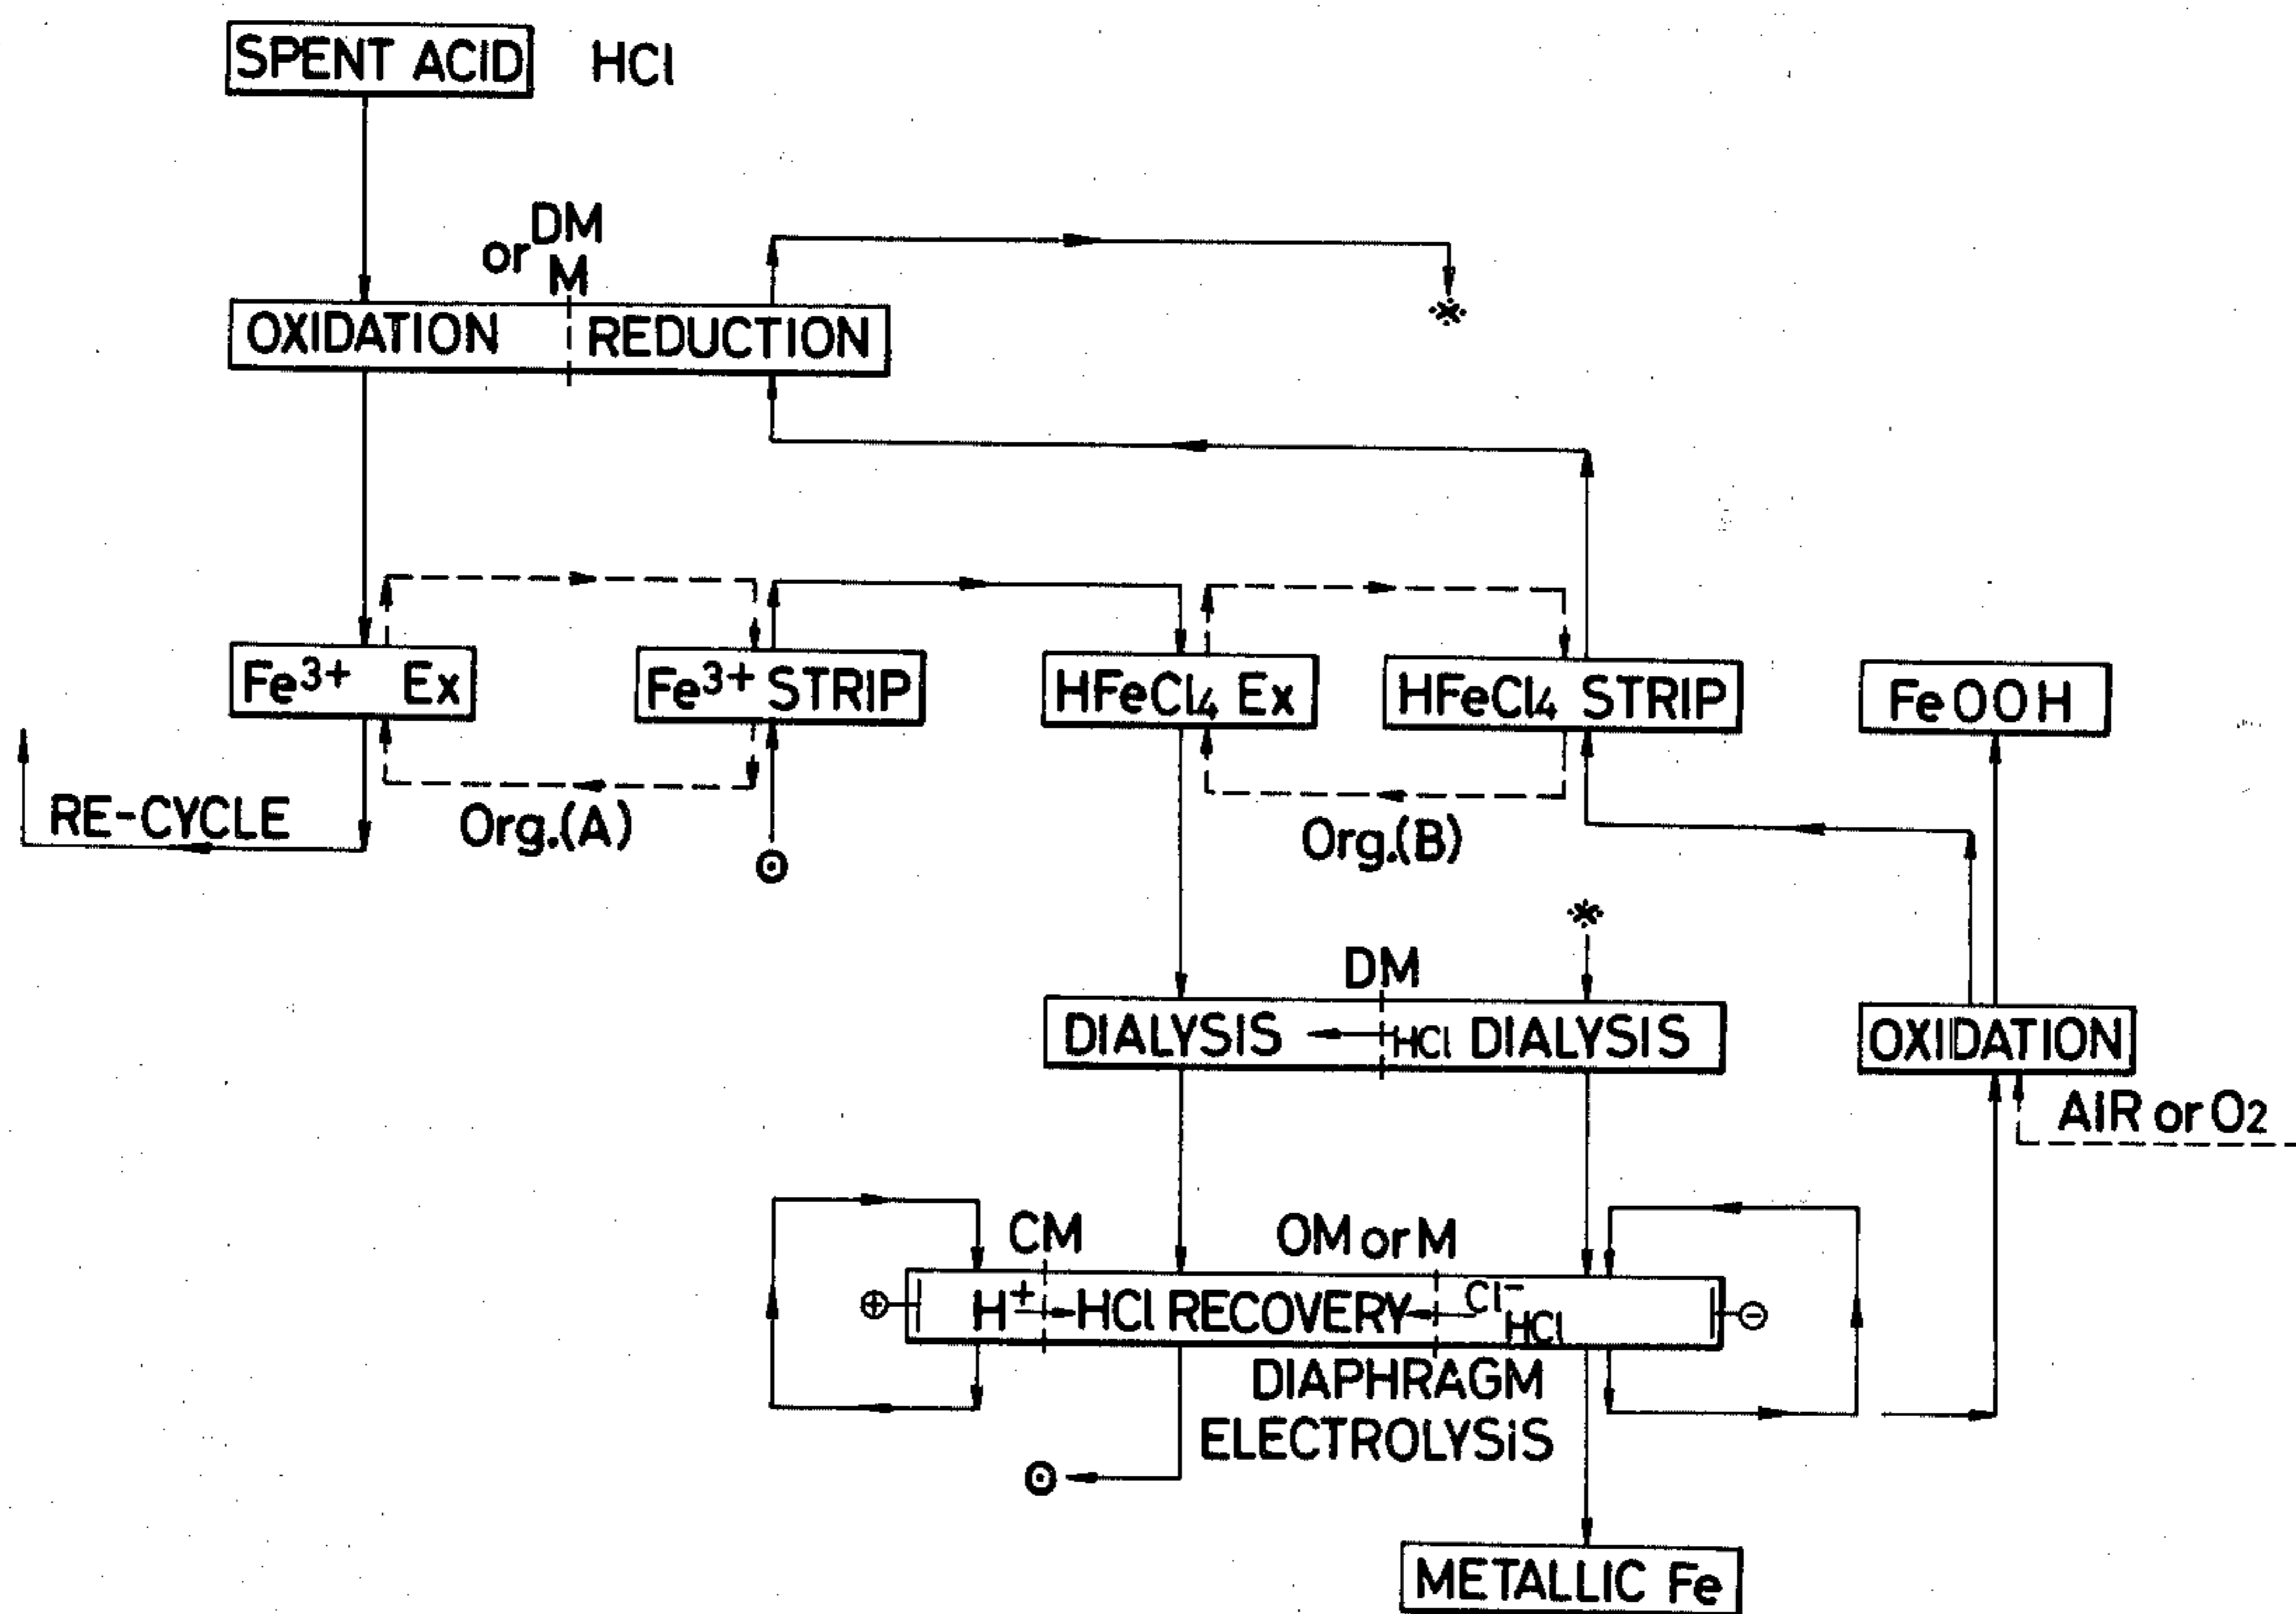 SPENT ACID HCl
or DM
M
OXIDATION REDUCTION
※
Fe3+ Ex
Fe3+ STRIP
HFeCl4 Ex
HFeCl4 STRIP
FeOOH
RE-CYCLE
Org.(A)
Org.(B)
⊙
※
DM
DIALYSIS HCl DIALYSIS
OXIDATION
AIR or O2
CM
OM or M
⊕ H+ HCl RECOVERY Cl- HCl ⊖
DIAPHRAGM
ELECTROLYSiS
⊙
METALLIC Fe